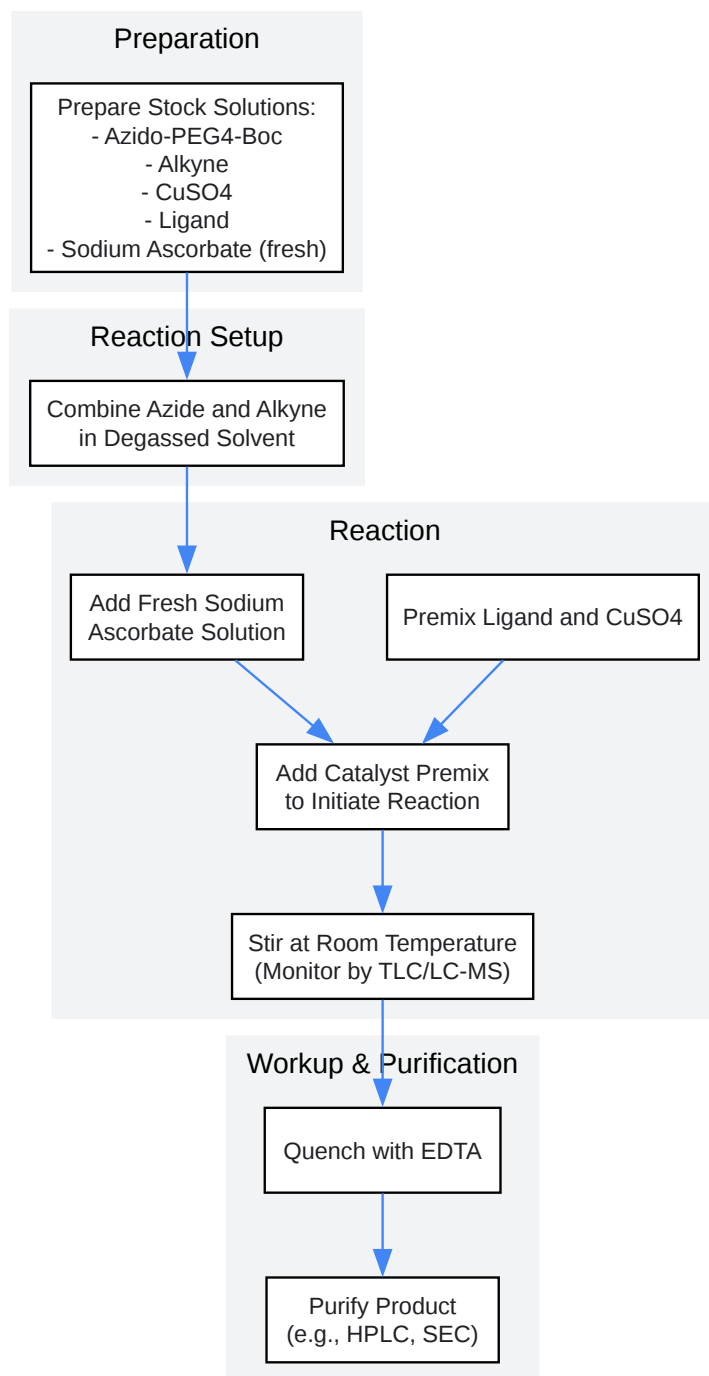 Preparation
Prepare Stock Solutions:
- Azido-PEG4-Boc
- Alkyne
- CuSO4
- Ligand
- Sodium Ascorbate (fresh)
Reaction Setup
Combine Azide and Alkyne
in Degassed Solvent
Reaction
Add Fresh Sodium
Ascorbate Solution
Premix Ligand and CuSO4
Add Catalyst Premix
to Initiate Reaction
Stir at Room Temperature
(Monitor by TLC/LC-MS)
Workup & Purification
Quench with EDTA
Purify Product
(e.g., HPLC, SEC)